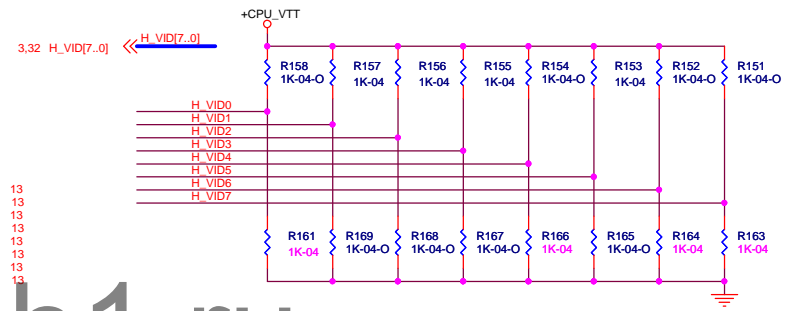 +CPU_VTT
3,32 H_VID[7..0] H_VID[7..0]
R158 R157 R156 R155 R154 R153 R152 R151
1K-04-O 1K-04 1K-04 1K-04 1K-04-O 1K-04 1K-04-O 1K-04-O
H_VID0
H_VID1
H_VID2
H_VID3
H_VID4
H_VID5
H_VID6
H_VID7
13
13
13
13
13
13
13
13
R161 R169 R168 R167 R166 R165 R164 R163
1K-04 1K-04-O 1K-04-O 1K-04-O 1K-04 1K-04-O 1K-04 1K-04